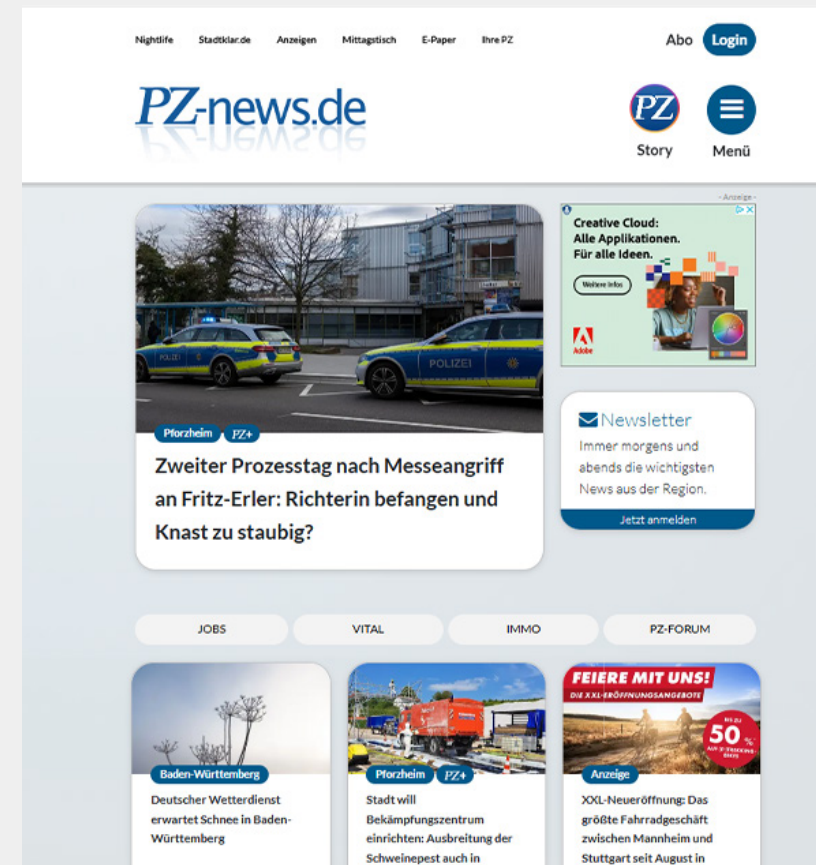 Nightlife Stadtklar.de Anzeigen Mittagstisch E-Paper Ihre PZ
Abo Login
PZ-news.de
PZ
Story Menü
- Anzeige -
Creative Cloud:
Alle Applikationen.
Für alle Ideen.
Weitere Infos
Adobe
POLIZEI
POLIZEI
Pforzheim PZ+
Zweiter Prozesstag nach Messeangriff
an Fritz-Erler: Richterin befangen und
Knast zu staubig?
Newsletter
Immer morgens und
abends die wichtigsten
News aus der Region.
Jetzt anmelden
JOBS VITAL IMMO PZ-FORUM
FEIERE MIT UNS!
DIE XXL-ERÖFFNUNGSANGEBOTE
BIS ZU
50 %
Baden-Württemberg
Deutscher Wetterdienst
erwartet Schnee in Baden-
Württemberg
Pforzheim PZ+
Stadt will
Bekämpfungszentrum
einrichten: Ausbreitung der
Schweinepest auch in
Anzeige
XXL-Neueröffnung: Das
größte Fahrradgeschäft
zwischen Mannheim und
Stuttgart seit August in